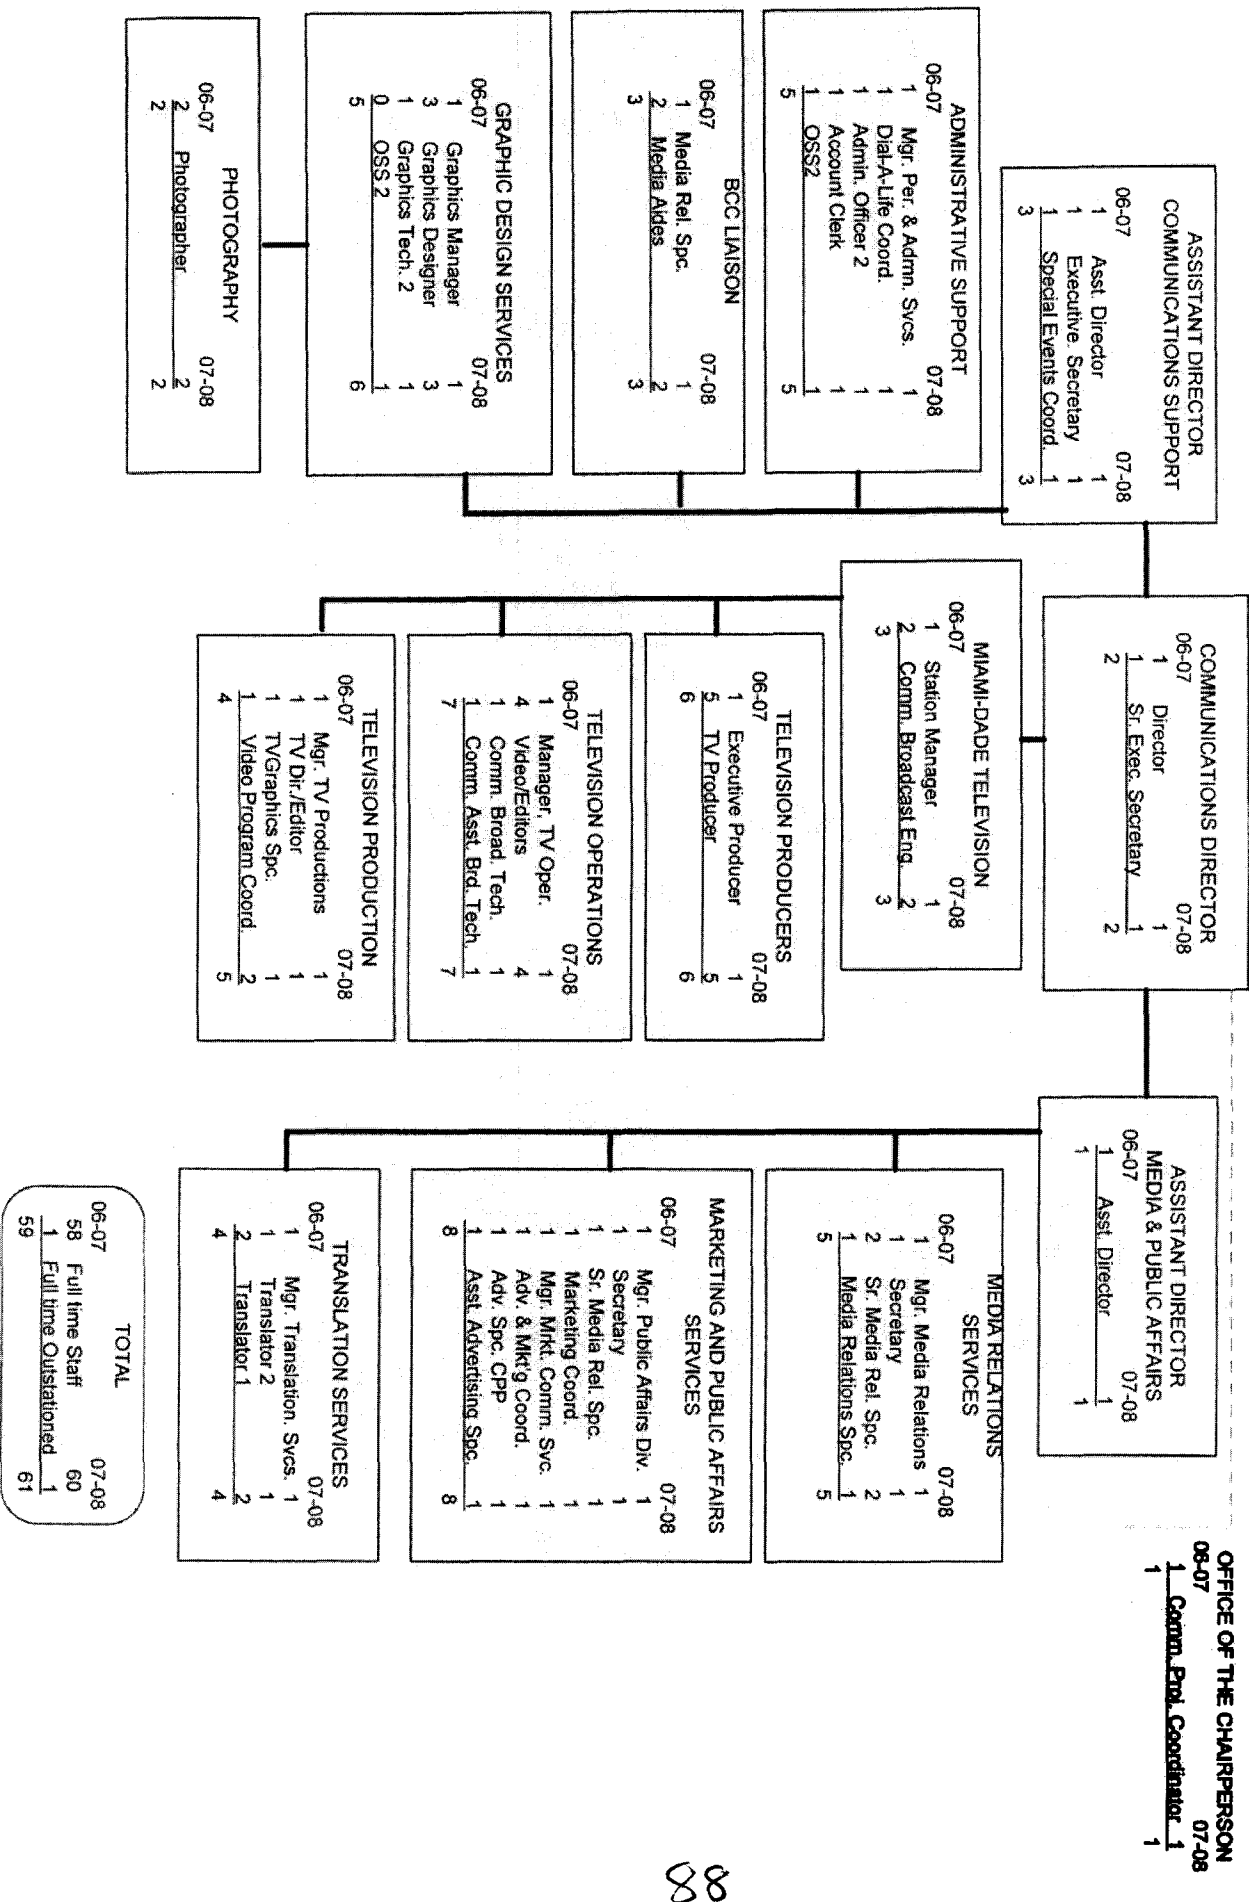 OFFICE OF THE CHAIRPERSON
06-07 07-08
1 Comm. Proj. Coordinator 1
1 1
COMMUNICATIONS DIRECTOR
06-07 07-08
1 Director 1
1 Sr. Exec. Secretary 1
2 2
ASSISTANT DIRECTOR
COMMUNICATIONS SUPPORT
06-07 07-08
1 Asst. Director 1
1 Executive. Secretary 1
1 Special Events Coord. 1
3 3
ADMINISTRATIVE SUPPORT
06-07 07-08
1 Mgr. Per. & Admn. Svcs. 1
1 Dial-A-Life Coord. 1
1 Admin. Officer 2 1
1 Account Clerk 1
1 OSS2 1
5 5
BCC LIAISON
06-07 07-08
1 Media Rel. Spc. 1
2 Media Aides 2
3 3
GRAPHIC DESIGN SERVICES
06-07 07-08
1 Graphics Manager 1
3 Graphics Designer 3
1 Graphics Tech. 2 1
0 OSS 2 1
5 6
PHOTOGRAPHY
06-07 07-08
2 Photographer 2
2 2
MIAMI-DADE TELEVISION
06-07 07-08
1 Station Manager 1
2 Comm. Broadcast Eng. 2
3 3
TELEVISION PRODUCERS
06-07 07-08
1 Executive Producer 1
5 TV Producer 5
6 6
TELEVISION OPERATIONS
06-07 07-08
1 Manager, TV Oper. 1
4 Video/Editors 4
1 Comm. Broad. Tech. 1
1 Comm. Asst. Brd. Tech. 1
7 7
TELEVISION PRODUCTION
06-07 07-08
1 Mgr. TV Productions 1
1 TV Dir./Editor 1
1 TVGraphics Spc. 1
1 Video Program Coord. 2
4 5
ASSISTANT DIRECTOR
MEDIA & PUBLIC AFFAIRS
06-07 07-08
1 Asst. Director 1
1 1
MEDIA RELATIONS
SERVICES
06-07 07-08
1 Mgr. Media Relations 1
1 Secretary 1
2 Sr. Media Rel. Spc. 2
1 Media Relations Spc. 1
5 5
MARKETING AND PUBLIC AFFAIRS
SERVICES
06-07 07-08
1 Mgr. Public Affairs Div. 1
1 Secretary 1
1 Sr. Media Rel. Spc. 1
1 Marketing Coord. 1
1 Mgr. Mrkt. Comm. Svc. 1
1 Adv. & Mkt'g Coord. 1
1 Adv. Spc. CPP 1
1 Asst. Advertising Spc. 1
8 8
TRANSLATION SERVICES
06-07 07-08
1 Mgr. Translation. Svcs. 1
1 Translator 2 1
2 Translator 1 2
4 4
TOTAL
06-07 07-08
58 Full time Staff 60
1 Full time Outstationed 1
59 61
88